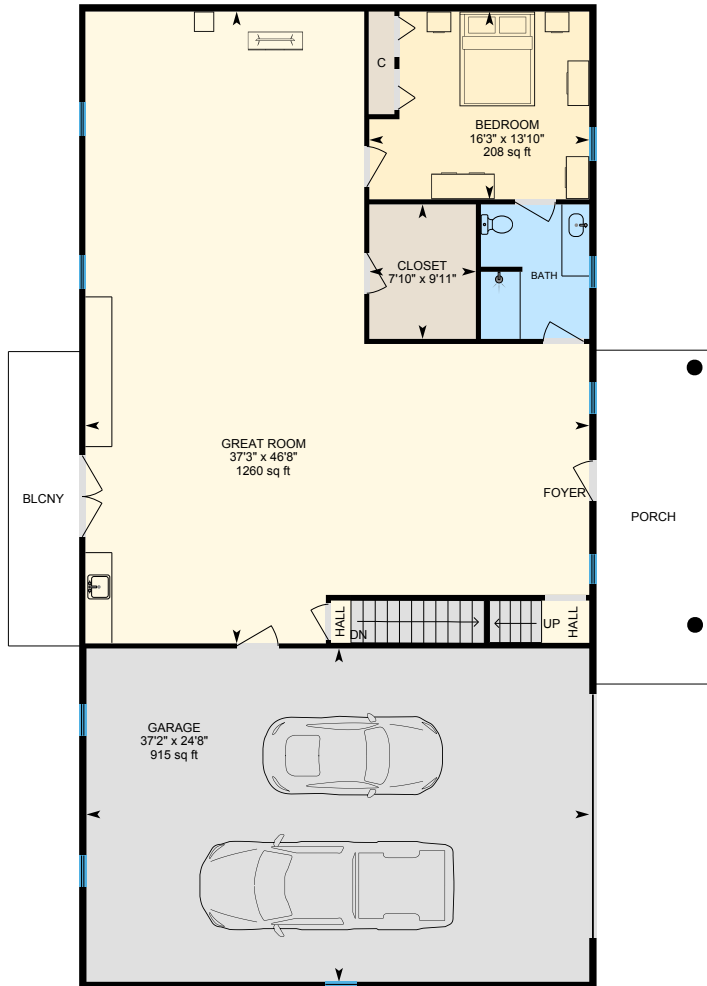 C
BEDROOM
16'3" x 13'10"
208 sq ft
CLOSET
7'10" x 9'11"
BATH
GREAT ROOM
37'3" x 46'8"
1260 sq ft
BLCNY
FOYER
PORCH
HALL
DN
UP
HALL
GARAGE
37'2" x 24'8"
915 sq ft